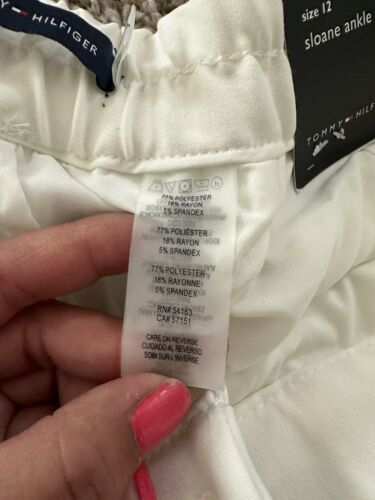 HILFIGER
size 12
sloane ankle
TOMMY HILFIGER
77% POLYESTER
18% RAYON
5% SPANDEX
77% POLIÉSTER
18% RAYON
5% SPANDEX
77% POLYESTER
18% RAYONNE
5% SPANDEX
RN# 54163
CA# 57151
CARE ON REVERSE
CUIDADO AL REVERSO
SOIN SUR L'INVERSE